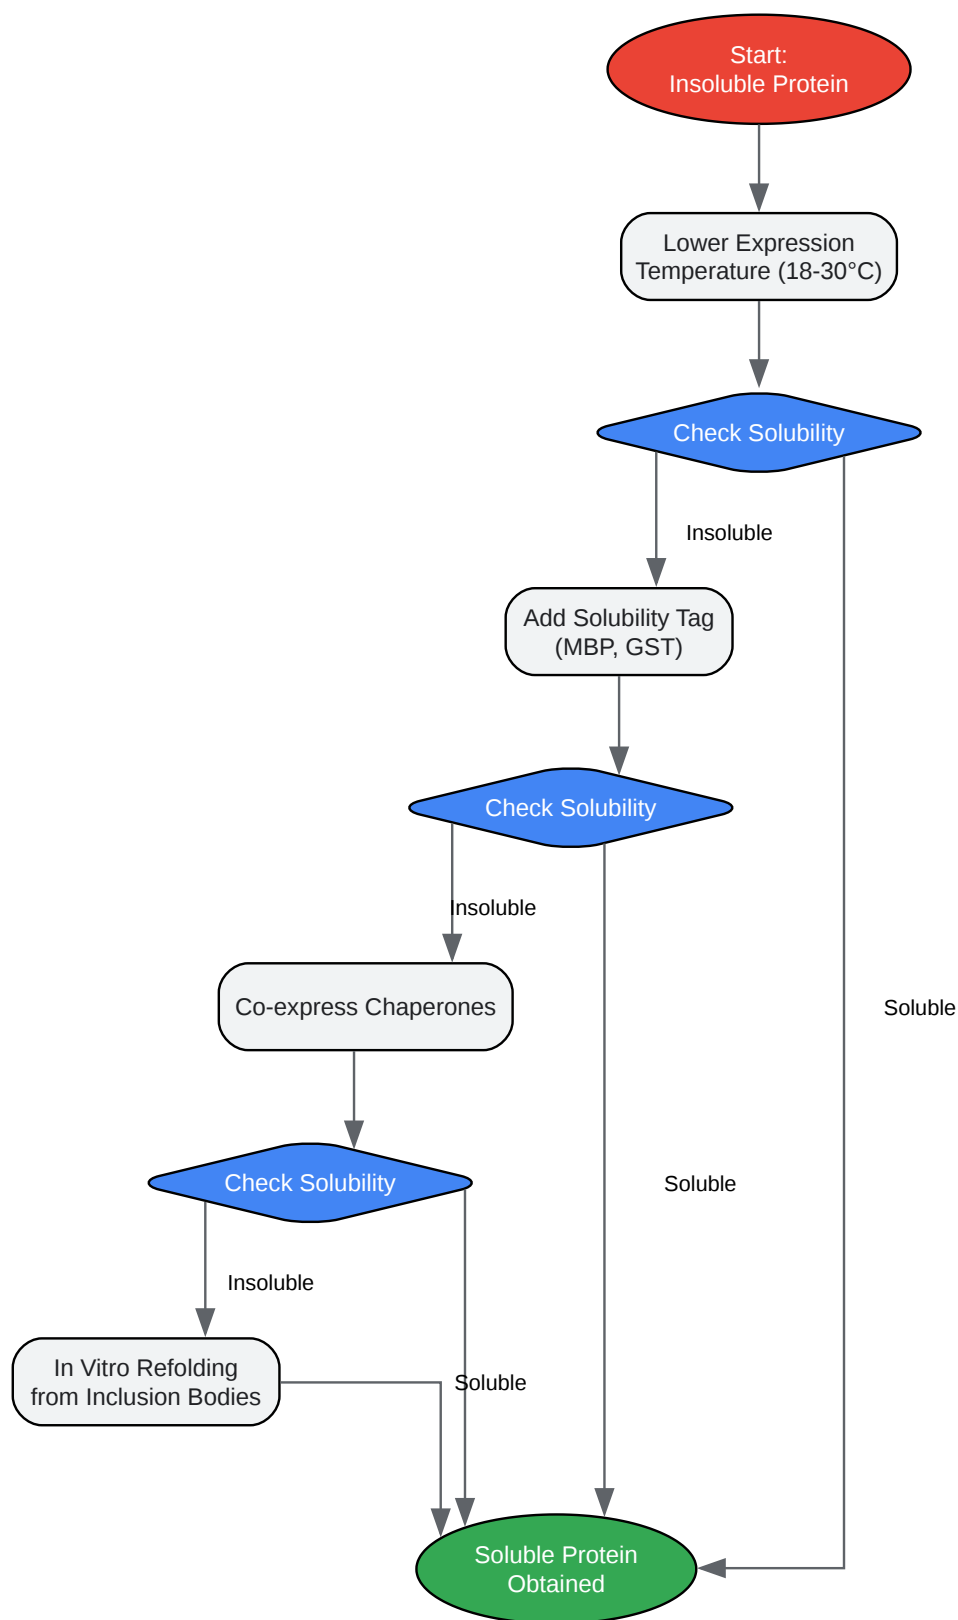 Start:
Insoluble Protein
Lower Expression
Temperature (18-30°C)
Check Solubility
Insoluble
Add Solubility Tag
(MBP, GST)
Check Solubility
Insoluble
Co-express Chaperones
Soluble
Check Solubility
Soluble
Insoluble
In Vitro Refolding
from Inclusion Bodies
Soluble
Soluble Protein
Obtained